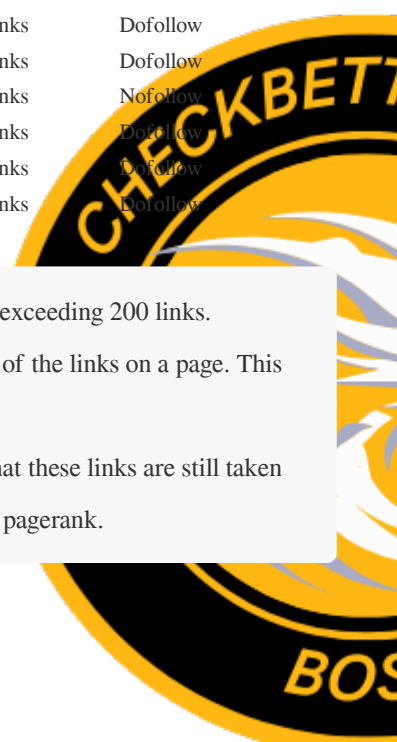 nks Dofollow
nks Dofollow
nks Nofollow
nks Dofollow
nks Dofollow
nks Dofollow
CHECKBETT
exceeding 200 links.
of the links on a page. This
at these links are still taken
pagerank.
BOS